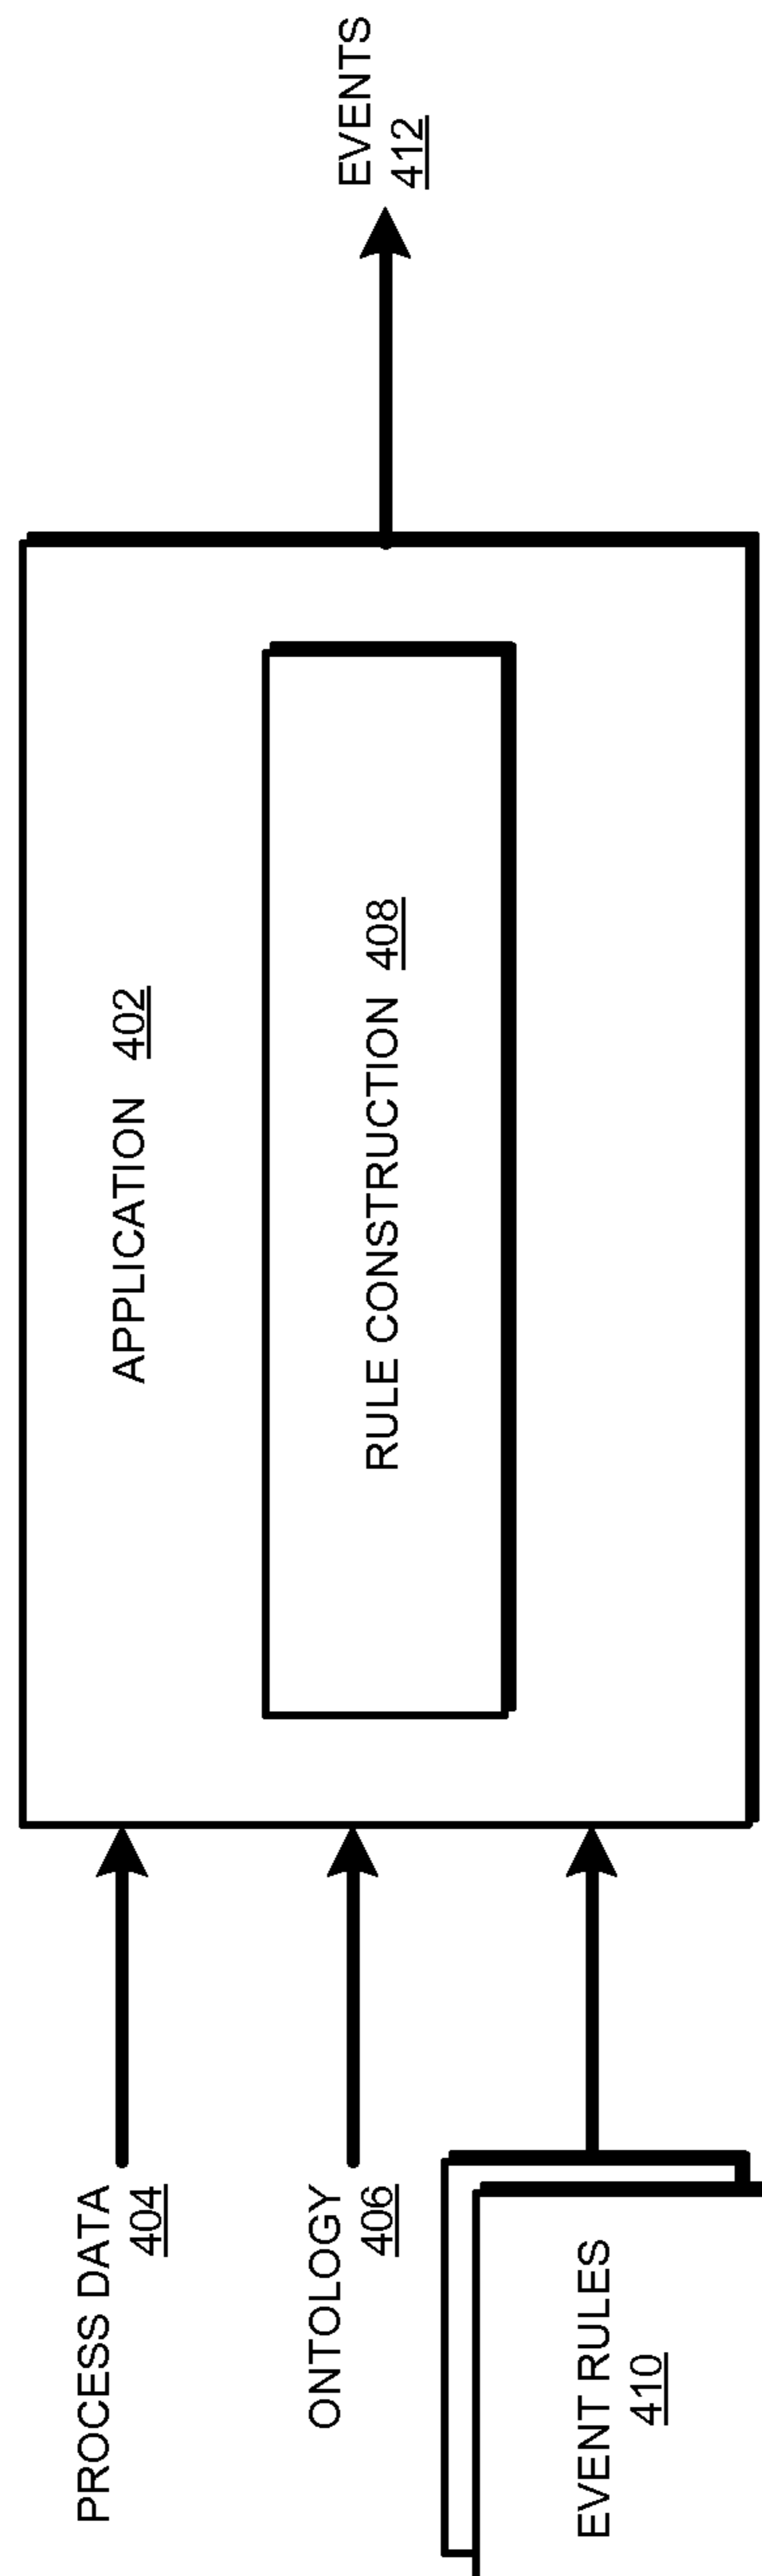 PROCESS DATA
404
ONTOLOGY
406
EVENT RULES
410
APPLICATION 402
RULE CONSTRUCTION 408
EVENTS
412